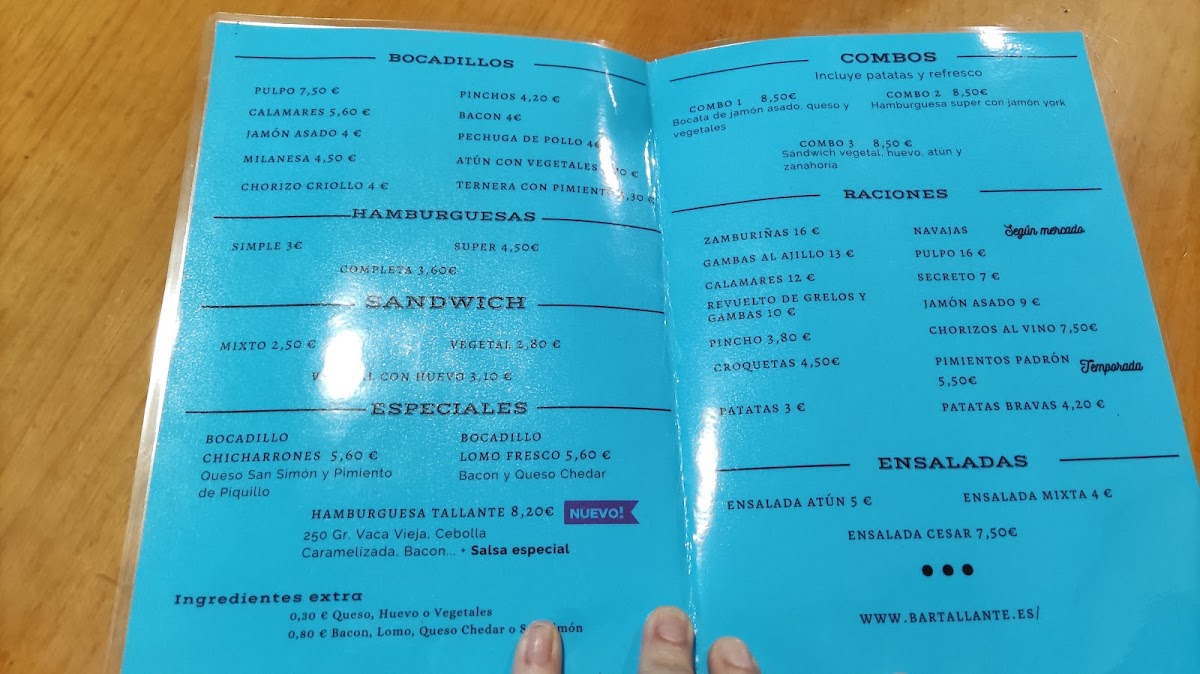 BOCADILLOS
PULPO 7,50 €
PINCHOS 4,20 €
CALAMARES 5,60 €
BACON 4€
JAMÓN ASADO 4 €
PECHUGA DE POLLO 4€
MILANESA 4,50 €
ATÚN CON VEGETALES
CHORIZO CRIOLLO 4 €
TERNERA CON
HAMBURGUESAS
SIMPLE 3€
SUPER 4,50€
COMPLETA 3,60€
SANDWICH
MIXTO 2,50 €
VEGETAL 2,80 €
CON HUEVO 3,10 €
ESPECIALES
BOCADILLO
CHICHARRONES 5,60 €
Queso San Simón y Pimiento
de Piquillo
BOCADILLO
LOMO FRESCO 5,60 €
Bacon y Queso Chedar
HAMBURGUESA TALLANTE 8,20€ NUEVO!
250 Gr. Vaca Vieja, Cebolla
Caramelizada, Bacon... + Salsa especial
Ingredientes extra
0,30 € Queso, Huevo o Vegetales
0,80 € Bacon, Lomo, Queso Chedar o
COMBOS
Incluye patatas y refresco
COMBO 1 8,50€
Bocata de jamón asado, queso y
vegetales
COMBO 2 8,50€
Hamburguesa super con jamón york
COMBO 3 8,50 €
Sándwich vegetal, huevo, atún y
zanahoria
RACIONES
ZAMBURIÑAS 16 €
NAVAJAS Según mercado
GAMBAS AL AJILLO 13 €
PULPO 16 €
CALAMARES 12 €
SECRETO 7 €
REVUELTO DE GRELOS Y
GAMBAS 10 €
JAMÓN ASADO 9 €
PINCHO 3,80 €
CHORIZOS AL VINO 7,50€
CROQUETAS 4,50€
PIMIENTOS PADRÓN Temporada
5,50€
PATATAS 3 €
PATATAS BRAVAS 4,20 €
ENSALADAS
ENSALADA ATÚN 5 €
ENSALADA MIXTA 4 €
ENSALADA CESAR 7,50€
WWW.BARTALLANTE.ES/